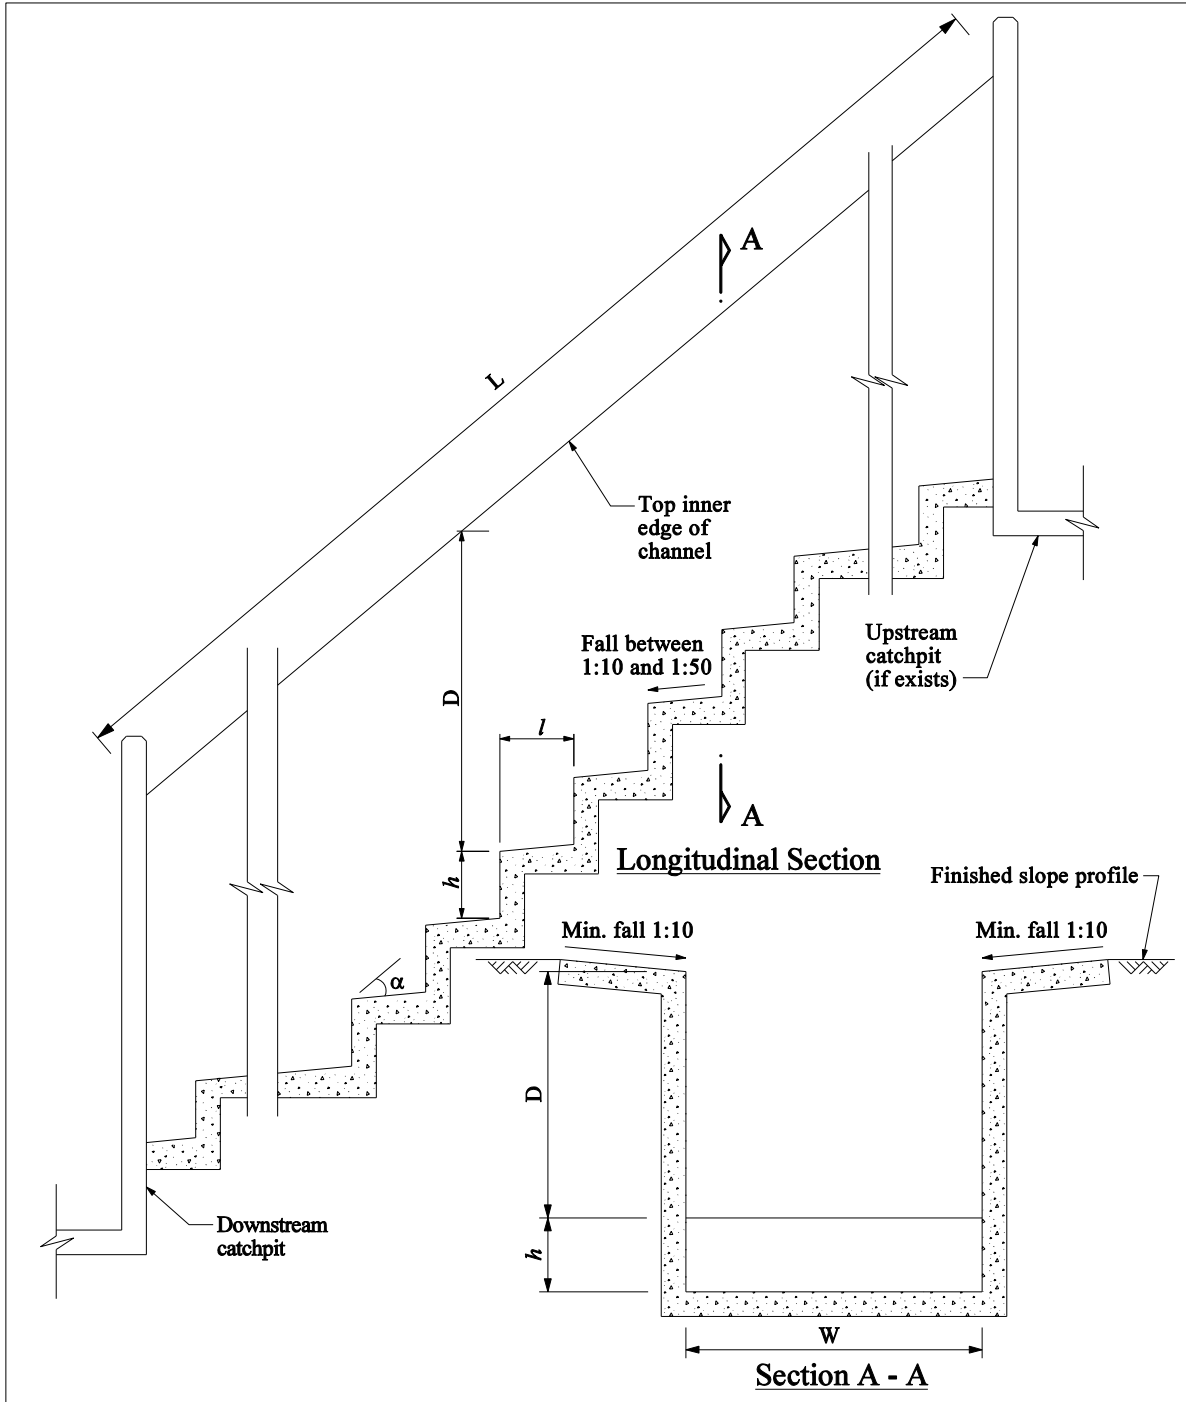 A
L
Top inner
edge of
channel
Fall between
1:10 and 1:50
Upstream
catchpit
(if exists)
D
l
A
Longitudinal Section
h
Finished slope profile
Min. fall 1:10
Min. fall 1:10
α
D
Downstream
catchpit
h
W
Section A - A